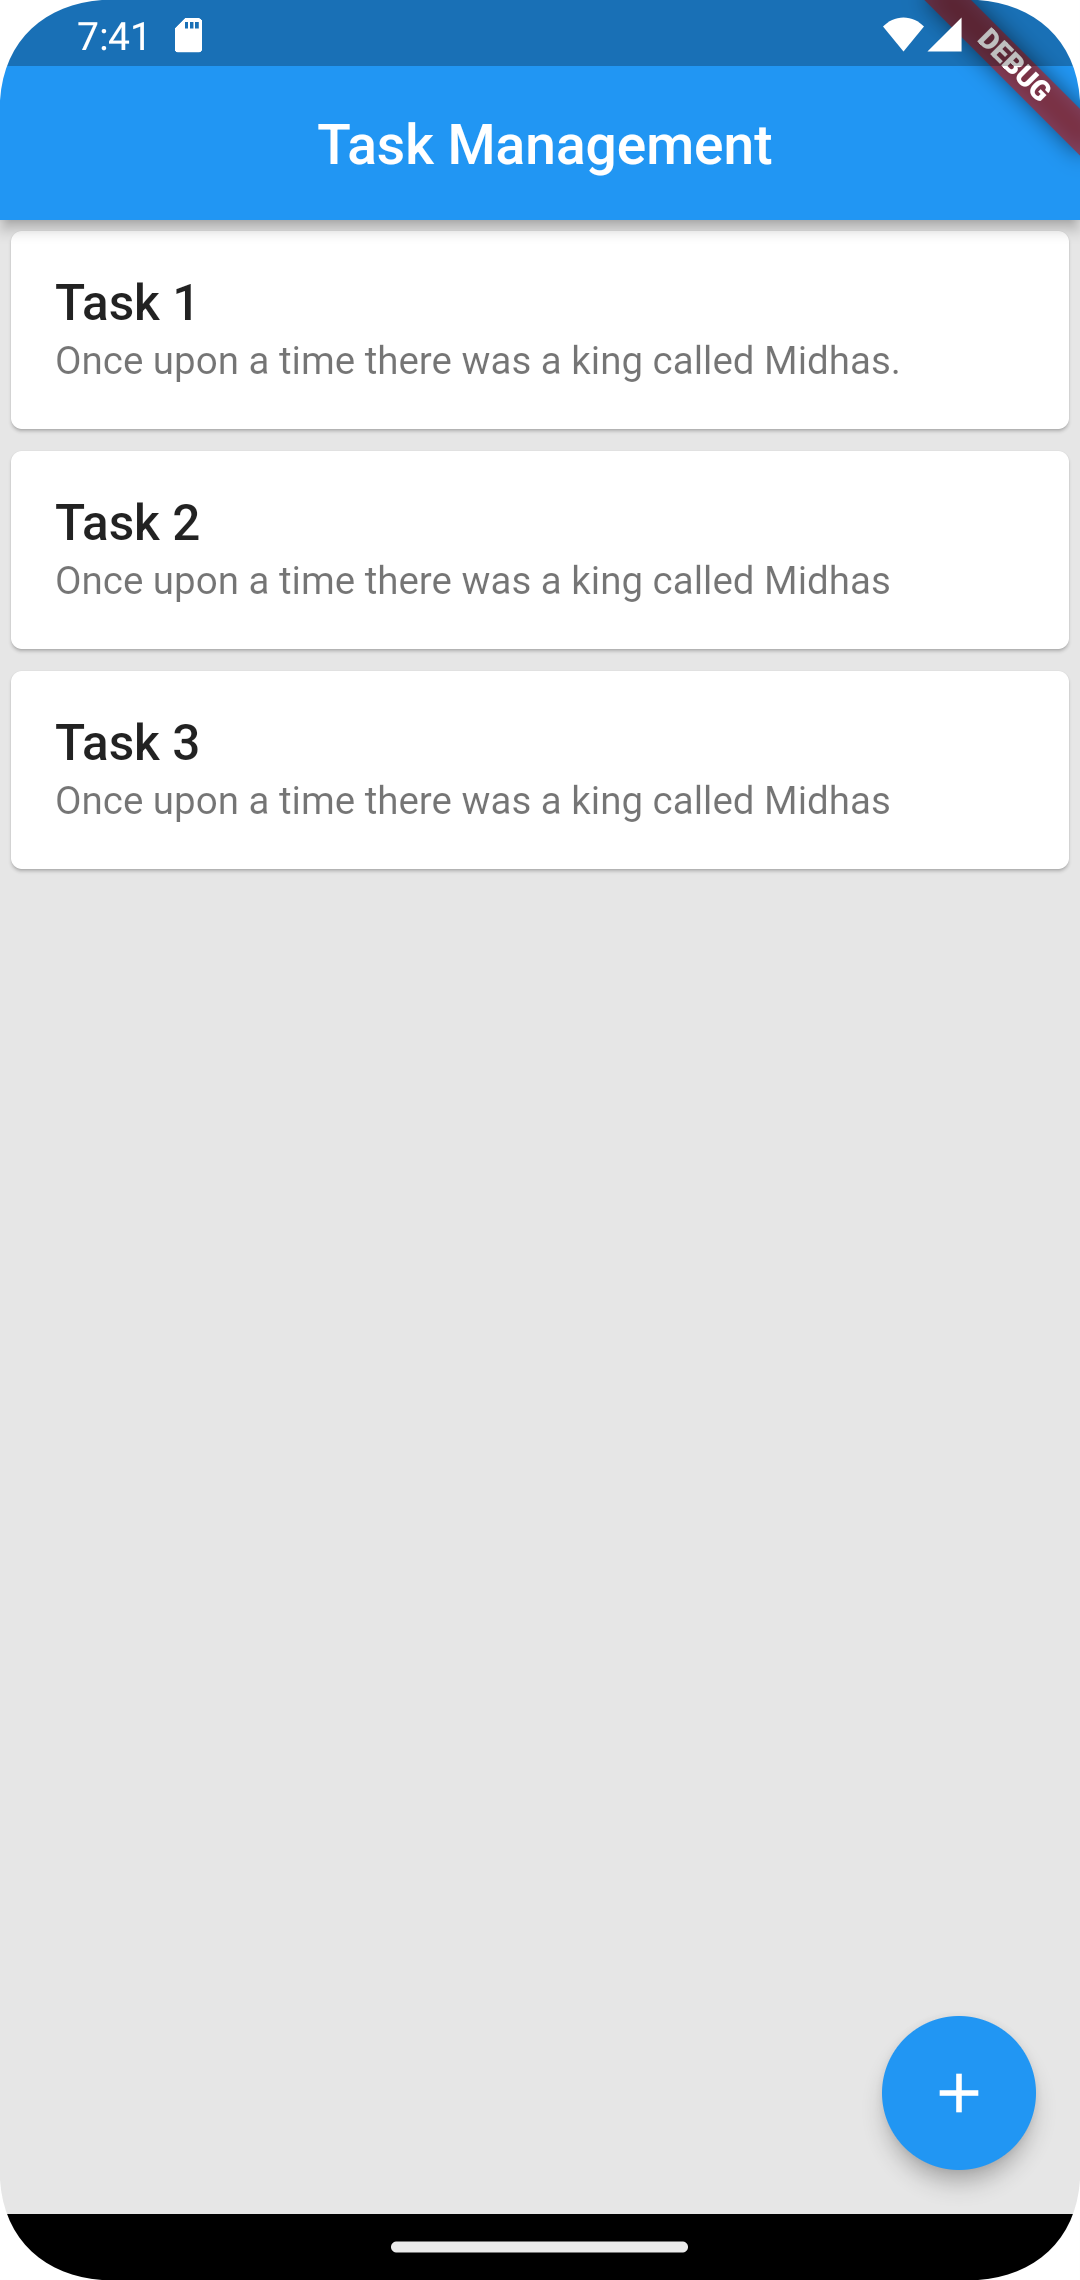 7:41
DEBUG
Task Management
Task 1
Once upon a time there was a king called Midhas.
Task 2
Once upon a time there was a king called Midhas
Task 3
Once upon a time there was a king called Midhas